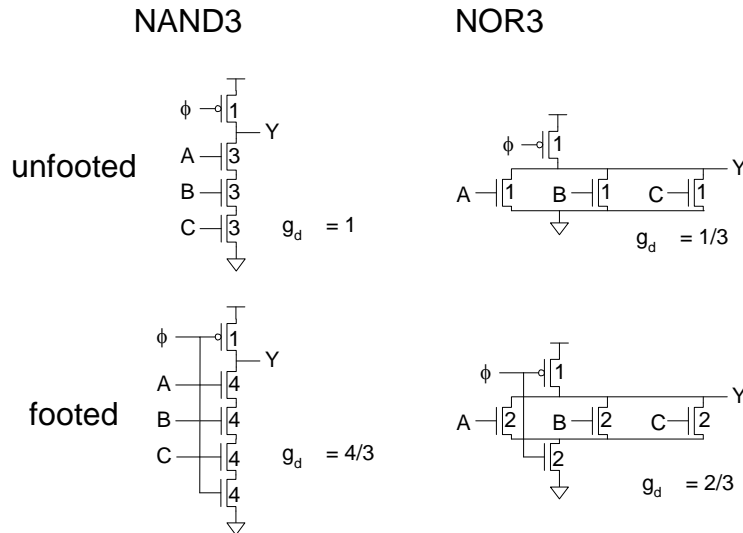 NAND3 NOR3
unfooted
ϕ 1
Y
A 3
B 3
C 3
g_d = 1
ϕ 1
Y
A 1 B 1 C 1
g_d = 1/3
footed
ϕ 1
Y
A 4
B 4
C 4
4
g_d = 4/3
ϕ 1
Y
A 2 B 2 C 2
2
g_d = 2/3